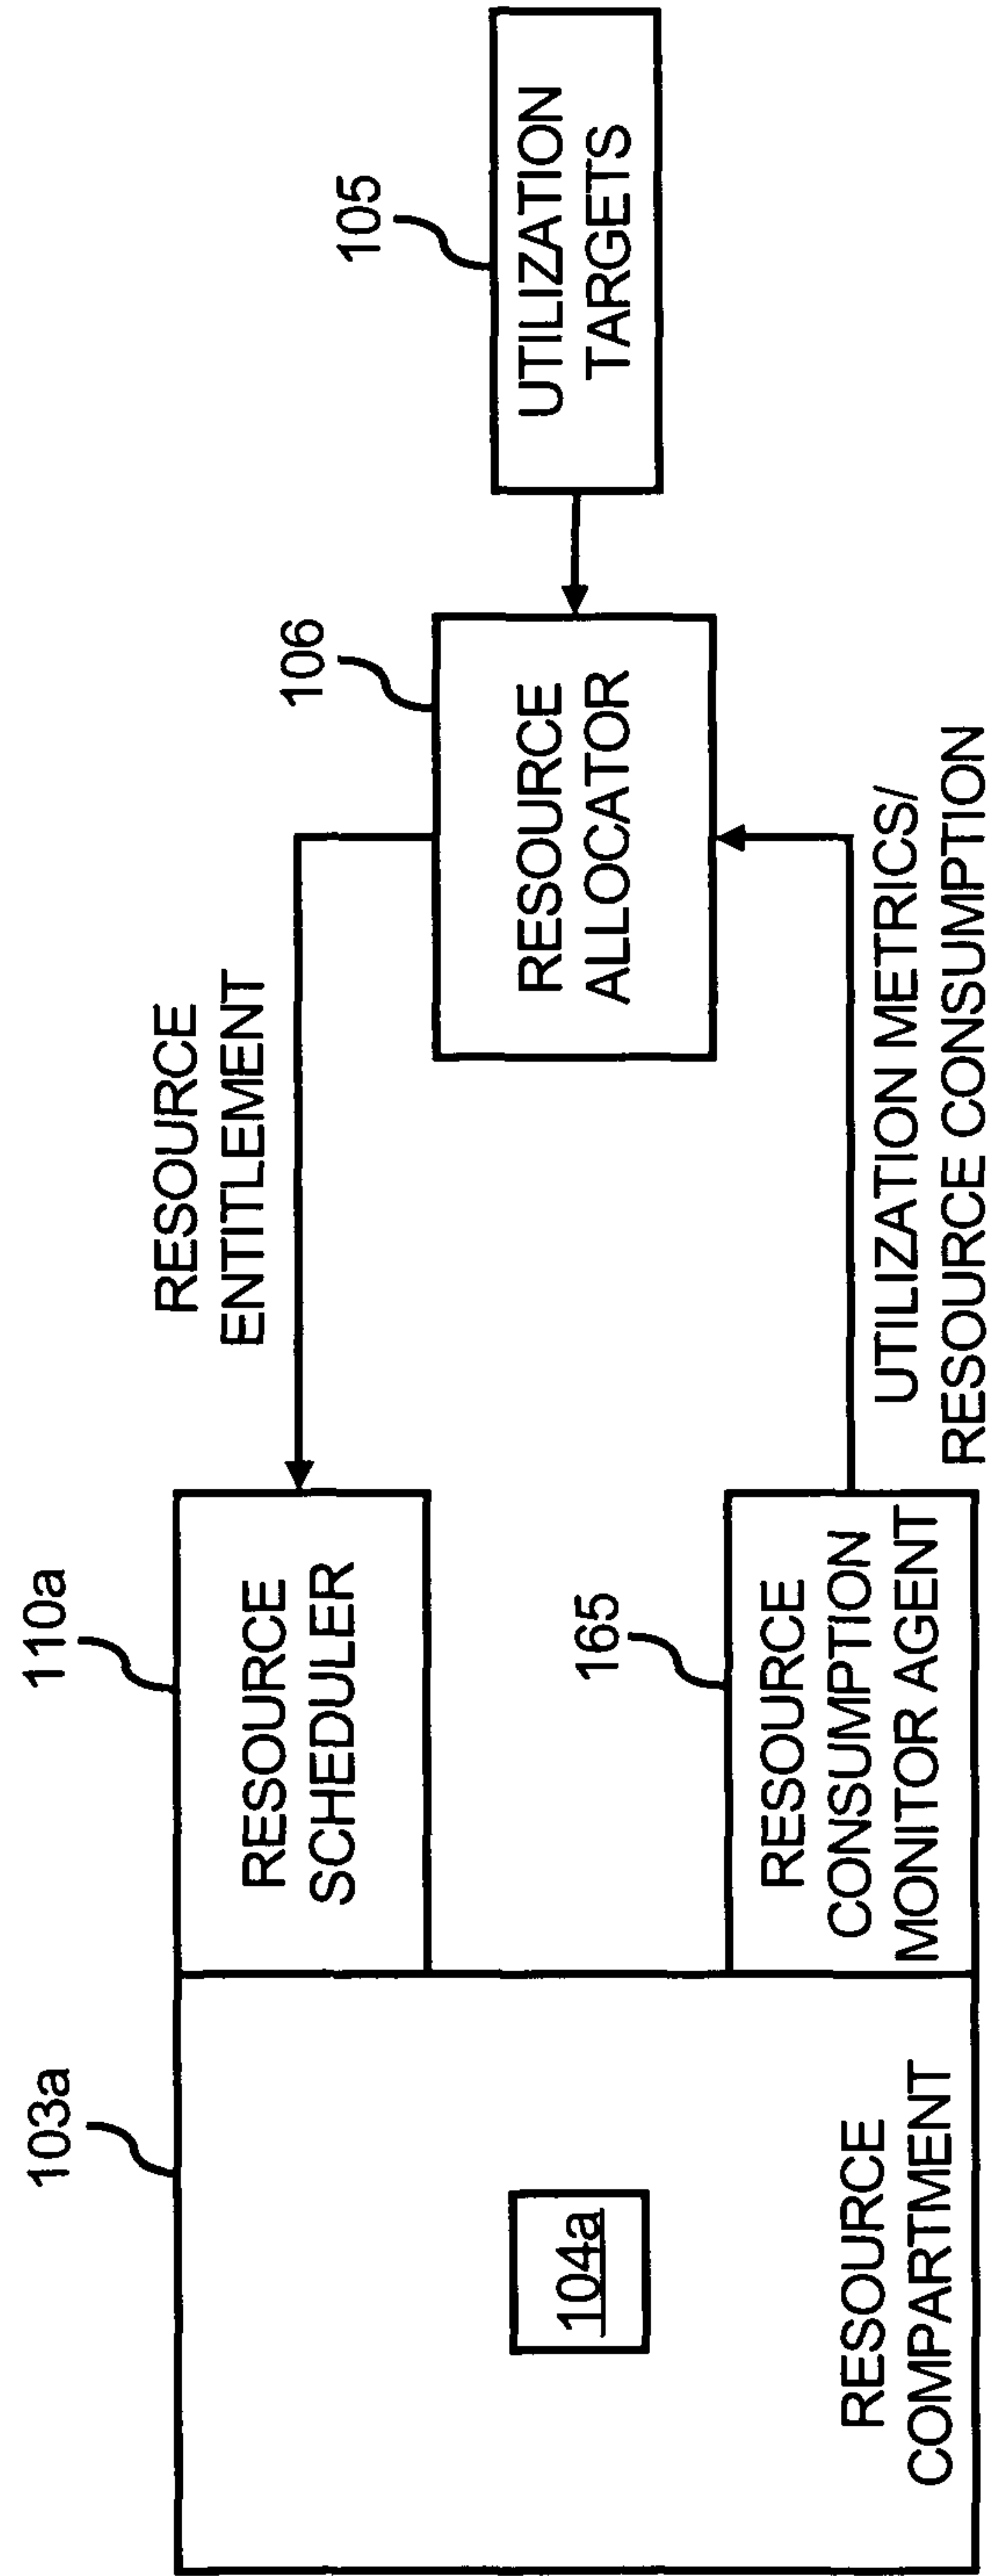 103a
104a
RESOURCE
COMPARTMENT
110a
RESOURCE
SCHEDULER
165
RESOURCE
CONSUMPTION
MONITOR AGENT
RESOURCE
ENTITLEMENT
UTILIZATION METRICS/
RESOURCE CONSUMPTION
106
RESOURCE
ALLOCATOR
105
UTILIZATION
TARGETS